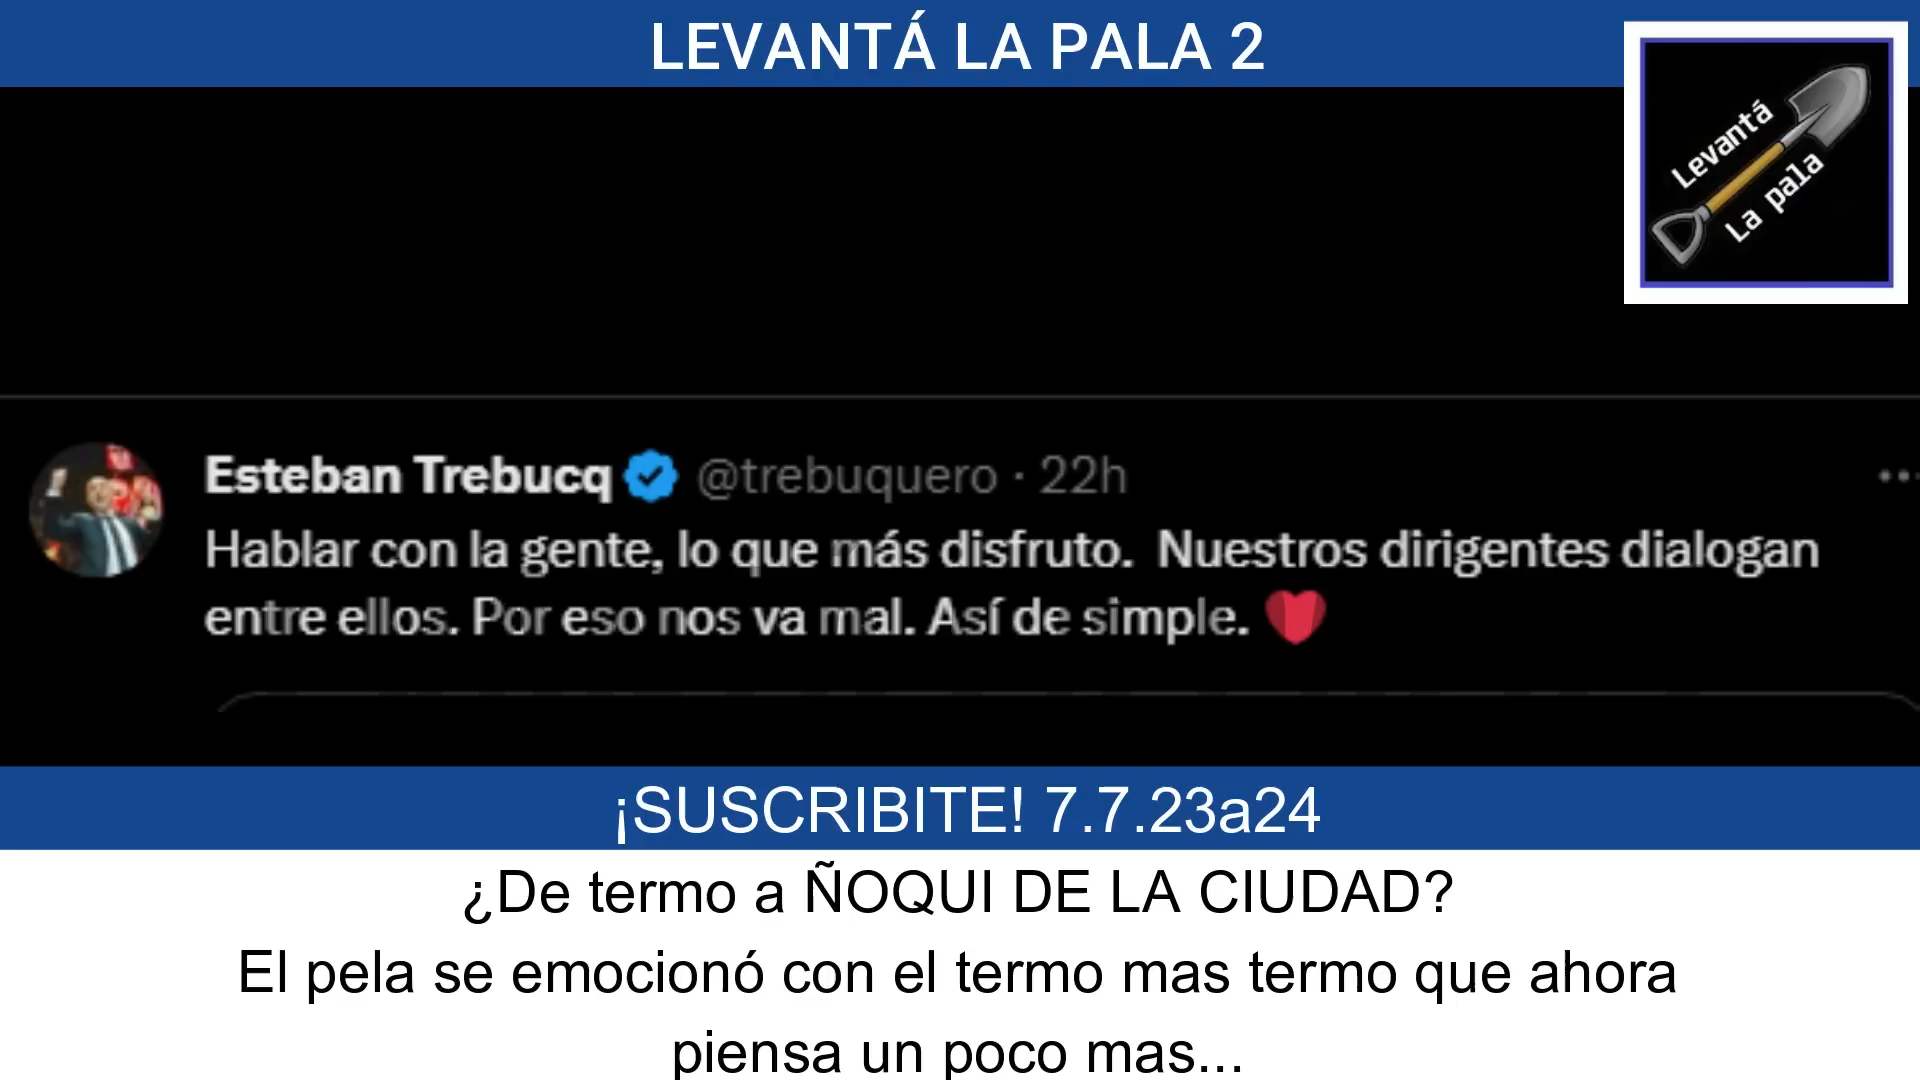 LEVANTÁ LA PALA 2
Levantá
La pala
Esteban Trebucq @trebuquero · 22h
Hablar con la gente, lo que más disfruto. Nuestros dirigentes dialogan
entre ellos. Por eso nos va mal. Así de simple.
¡SUSCRIBITE! 7.7.23a24
¿De termo a ÑOQUI DE LA CIUDAD?
El pela se emocionó con el termo mas termo que ahora
piensa un poco mas...